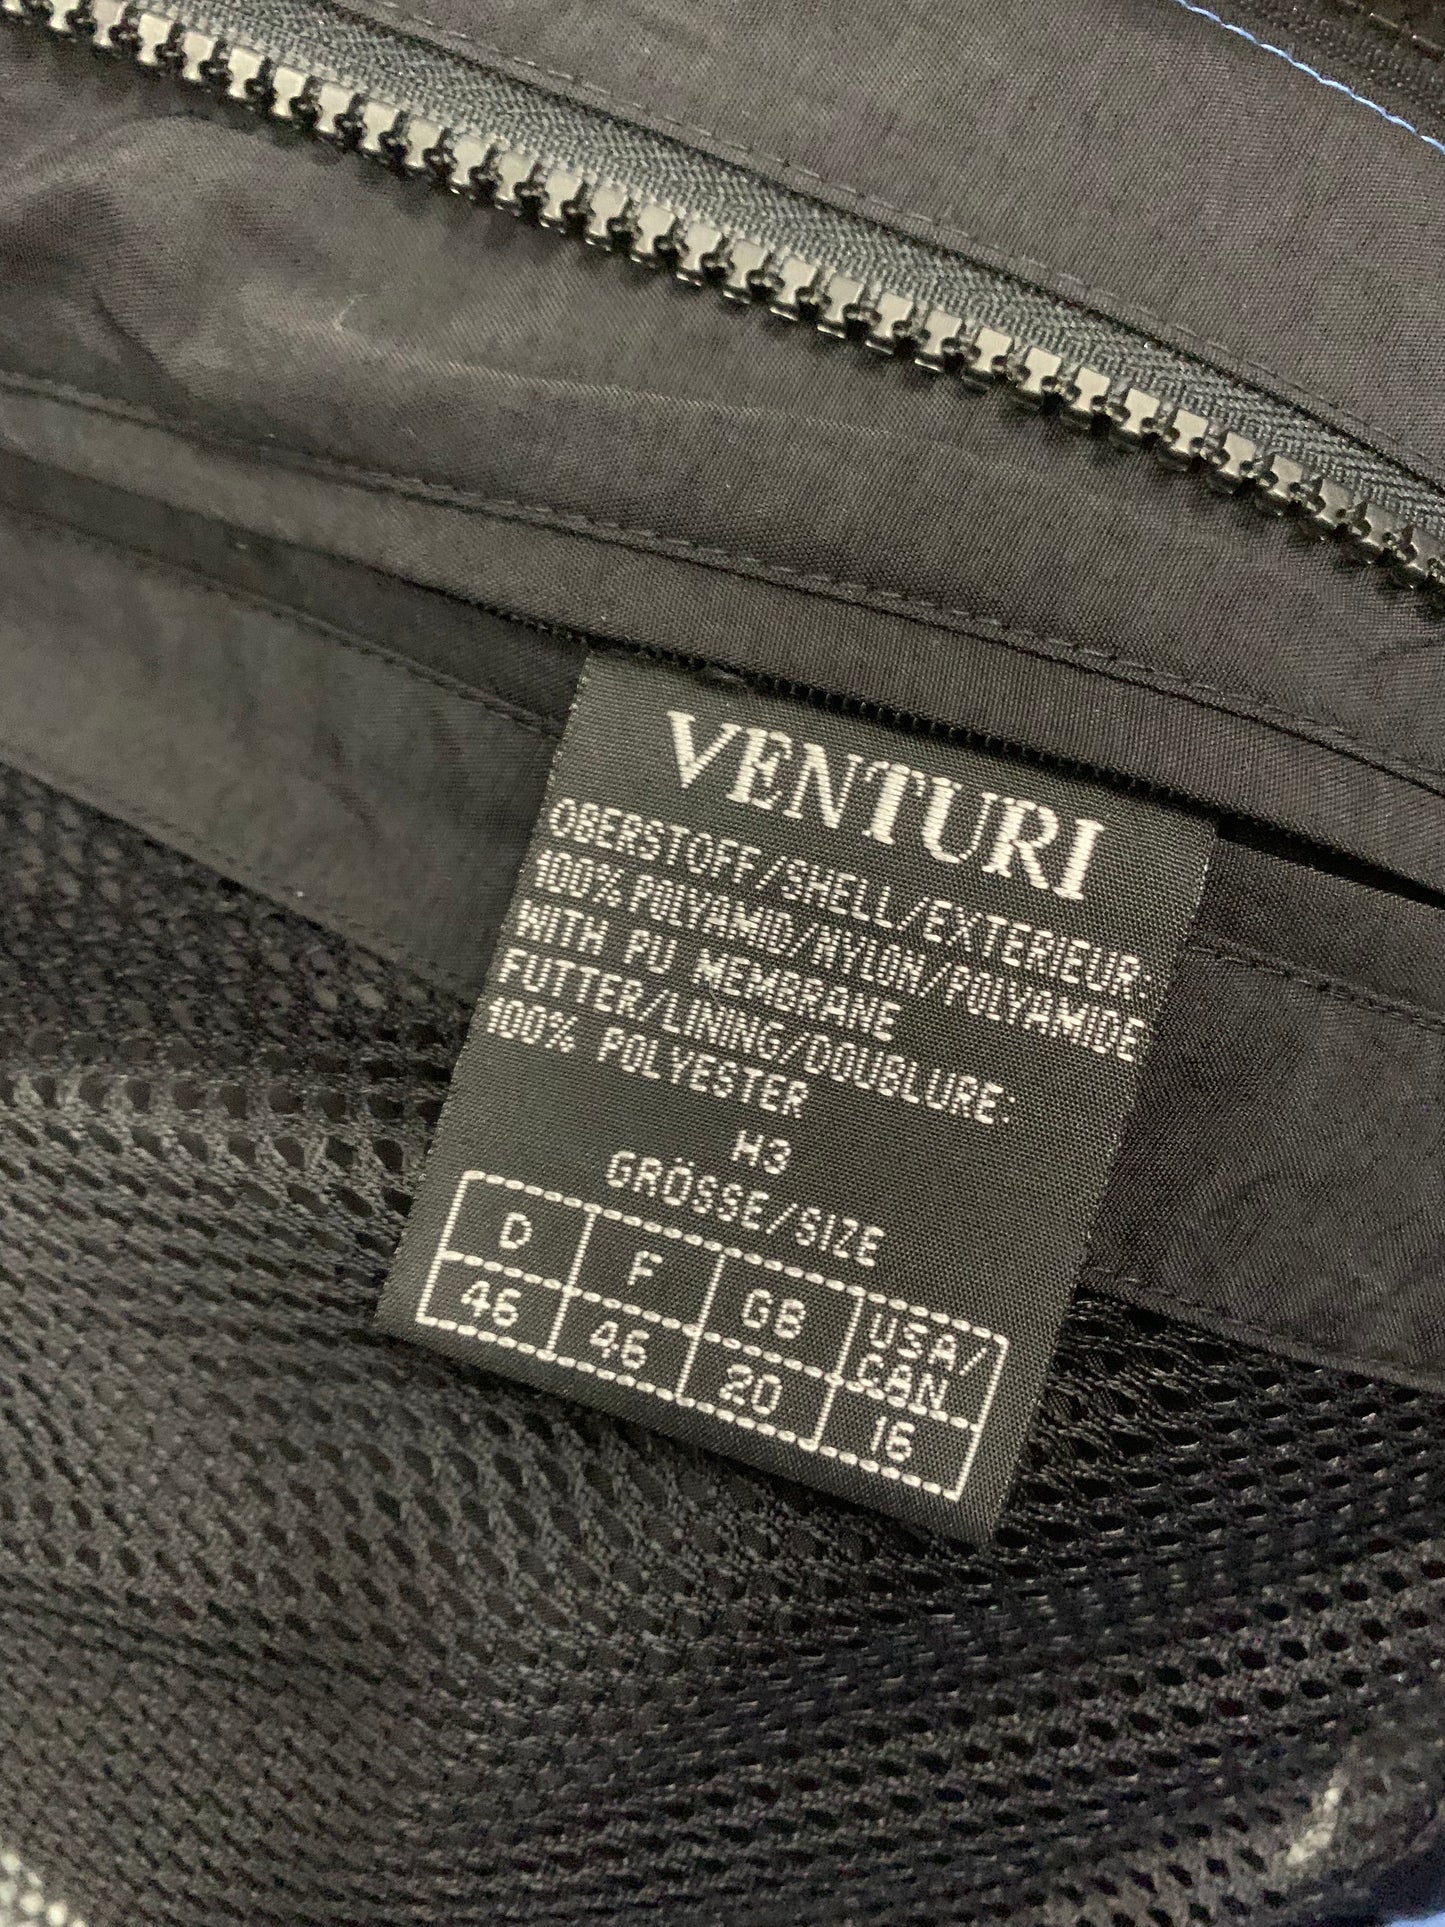 VENTURI
OBERSTOFF/SHELL/EXTERIEUR:
100% POLYAMID/NYLON/POLYAMIDE
WITH PU MEMBRANE
FUTTER/LINING/DOUBLURE:
100% POLYESTER
H3
GRÖSSE/SIZE
D F GB USA/CAN
46 46 20 16